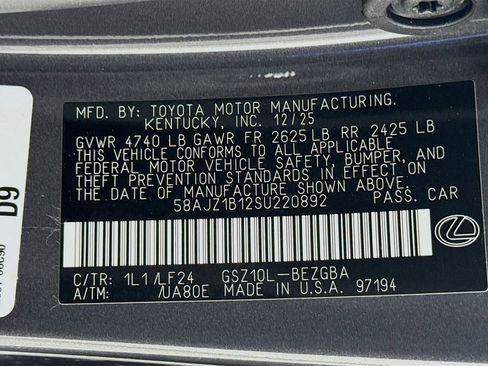 MFD. BY: TOYOTA MOTOR MANUFACTURING.
KENTUCKY, INC. 12/25
GVWR 4740 LB GAWR FR 2625 LB RR 2425 LB
THIS VEHICLE CONFORMS TO ALL APPLICABLE
FEDERAL MOTOR VEHICLE SAFETY, BUMPER, AND
THEFT PREVENTION STANDARDS IN EFFECT ON
THE DATE OF MANUFACTURE SHOWN ABOVE.
58AJZ1B12SU220892 PASS. CAR
C/TR: 1L1 /LF24 GSZ10L-BEZGBA
A/TM: /UA80E MADE IN U.S.A. 97194
D9